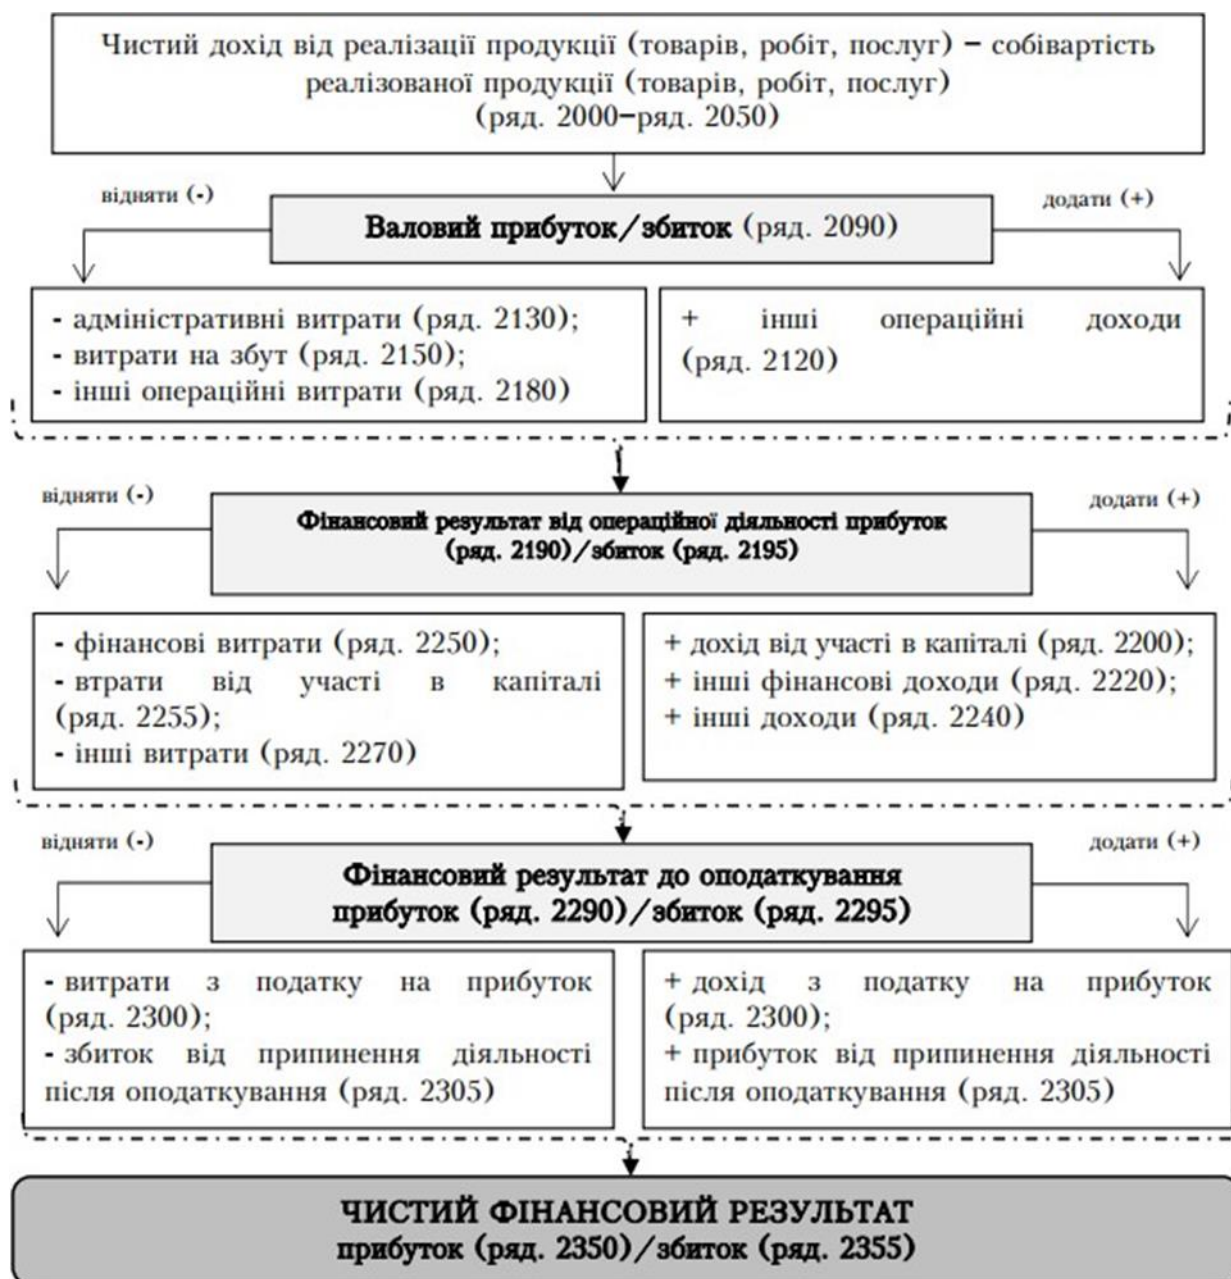 Чистий дохід від реалізації продукції (товарів, робіт, послуг) – собівартість
реалізованої продукції (товарів, робіт, послуг)
(ряд. 2000–ряд. 2050)
відняти (-)
додати (+)
Валовий прибуток/збиток (ряд. 2090)
- адміністративні витрати (ряд. 2130);
- витрати на збут (ряд. 2150);
- інші операційні витрати (ряд. 2180)
+ інші операційні доходи
(ряд. 2120)
відняти (-)
додати (+)
Фінансовий результат від операційної діяльності прибуток
(ряд. 2190)/збиток (ряд. 2195)
- фінансові витрати (ряд. 2250);
- втрати від участі в капіталі
(ряд. 2255);
- інші витрати (ряд. 2270)
+ дохід від участі в капіталі (ряд. 2200);
+ інші фінансові доходи (ряд. 2220);
+ інші доходи (ряд. 2240)
відняти (-)
додати (+)
Фінансовий результат до оподаткування
прибуток (ряд. 2290)/збиток (ряд. 2295)
- витрати з податку на прибуток
(ряд. 2300);
- збиток від припинення діяльності
після оподаткування (ряд. 2305)
+ дохід з податку на прибуток
(ряд. 2300);
+ прибуток від припинення діяльності
після оподаткування (ряд. 2305)
ЧИСТИЙ ФІНАНСОВИЙ РЕЗУЛЬТАТ
прибуток (ряд. 2350)/збиток (ряд. 2355)